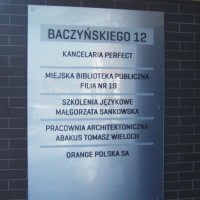 BACZYŃSKIEGO 12
KANCELARIA PERFECT
MIEJSKA BIBLIOTEKA PUBLICZNA
FILIA NR 19
SZKOLENIA JĘZYKOWE
MAŁGORZATA SANKOWSKA
PRACOWNIA ARCHITEKTONICZNA
ABAKUS TOMASZ WIELOCH
ORANGE POLSKA SA